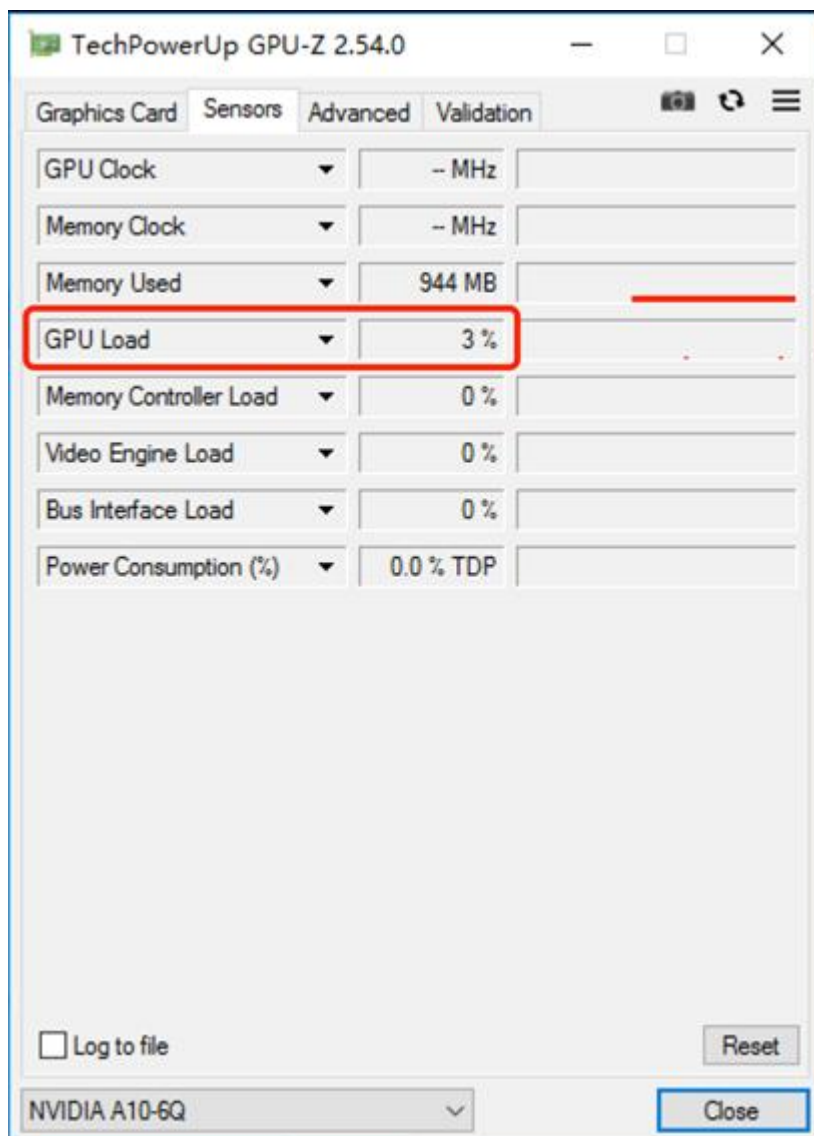 TechPowerUp GPU-Z 2.54.0
Graphics Card Sensors Advanced Validation
GPU Clock -- MHz
Memory Clock -- MHz
Memory Used 944 MB
GPU Load 3 %
Memory Controller Load 0 %
Video Engine Load 0 %
Bus Interface Load 0 %
Power Consumption (%) 0.0 % TDP
Log to file Reset
NVIDIA A10-6Q Close